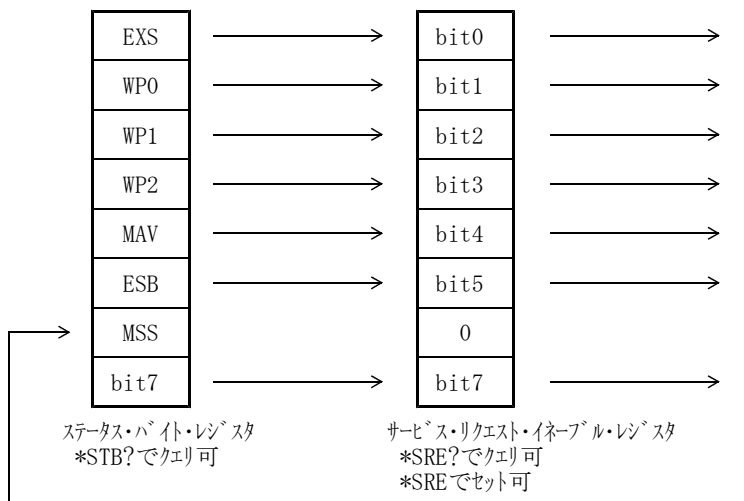 EXS bit0
WP0 bit1
WP1 bit2
WP2 bit3
MAV bit4
ESB bit5
MSS 0
bit7 bit7
ステータス・バイト・レジスタ サービス・リクエスト・イネーブル・レジスタ
*STB?でクエリ可 *SRE?でクエリ可
*SREでセット可